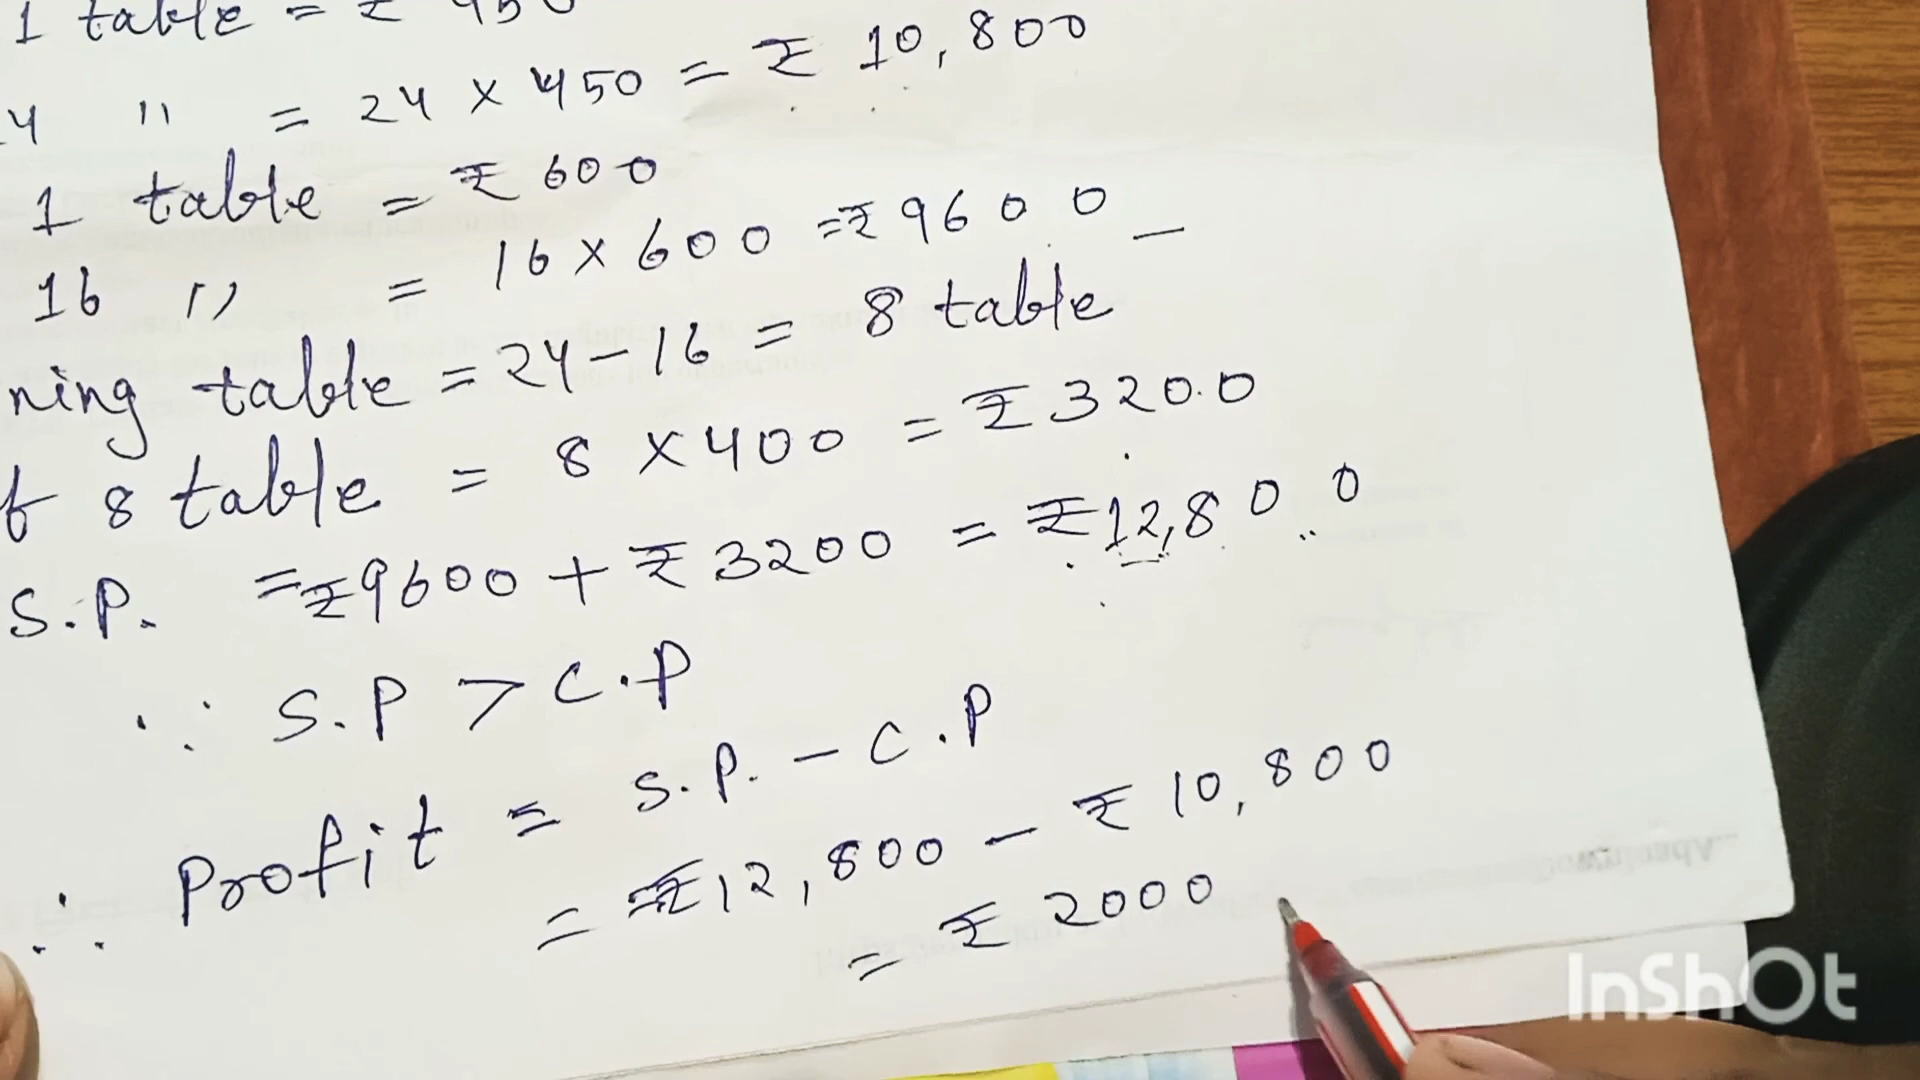 1 table = ₹ 450
4 " = 24 × 450 = ₹ 10,800
1 table = ₹ 600
16 " = 16 × 600 = ₹ 9600
ning table = 24 - 16 = 8 table
f 8 table = 8 × 400 = ₹ 3200
S.P. = ₹9600 + ₹ 3200 = ₹12,800
∵ S.P > C.P
∴ Profit = S.P. - C.P
= ₹12,800 - ₹ 10,800
= ₹ 2000
InShOt